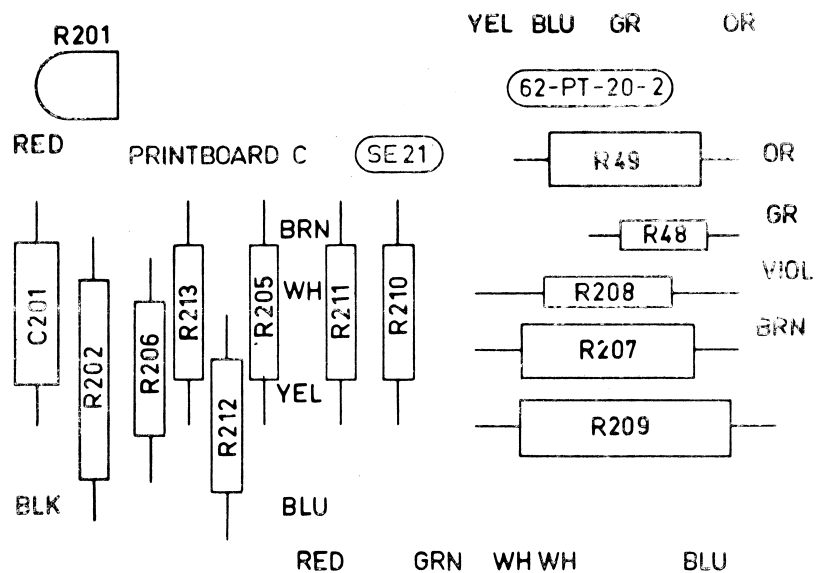 YEL BLU GR OR
R201
62-PT-20-2
RED
PRINTBOARD C
SE21
R49
OR
GR
R48
BRN
VIOL
C201
R202
R206
R213
R205
WH
R211
R210
R208
BRN
R207
YEL
R212
R209
BLK
BLU
RED GRN WH WH BLU